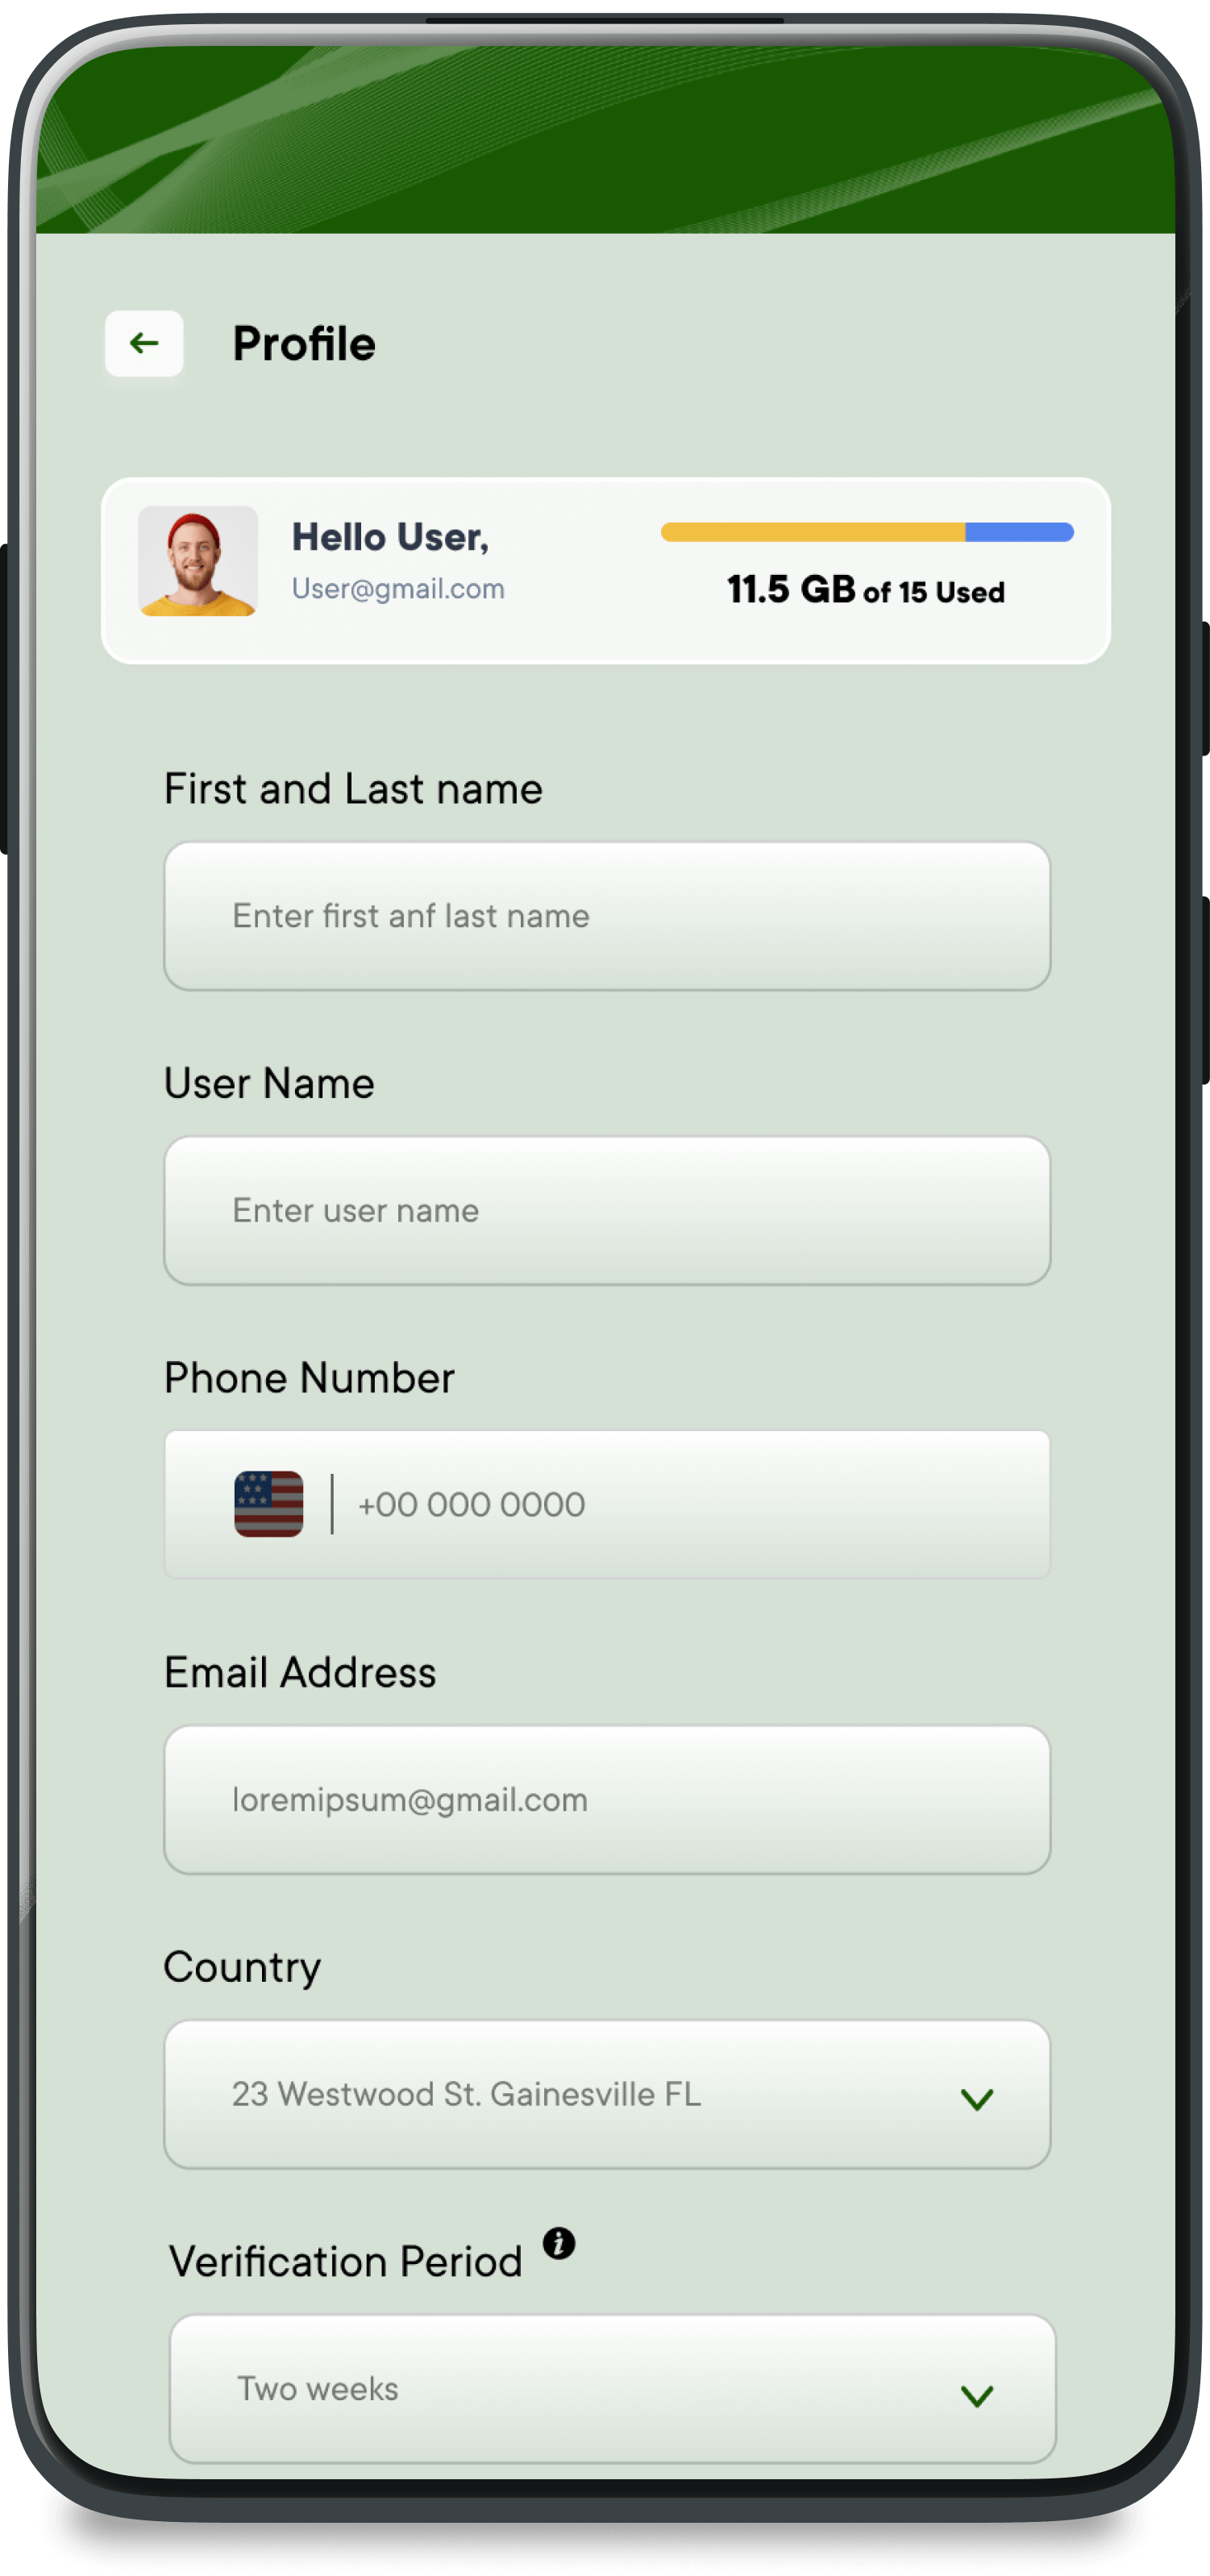 Profile
Hello User,
User@gmail.com
11.5 GB of 15 Used
First and Last name
Enter first anf last name
User Name
Enter user name
Phone Number
+00 000 0000
Email Address
loremipsum@gmail.com
Country
23 Westwood St. Gainesville FL
Verification Period i
Two weeks